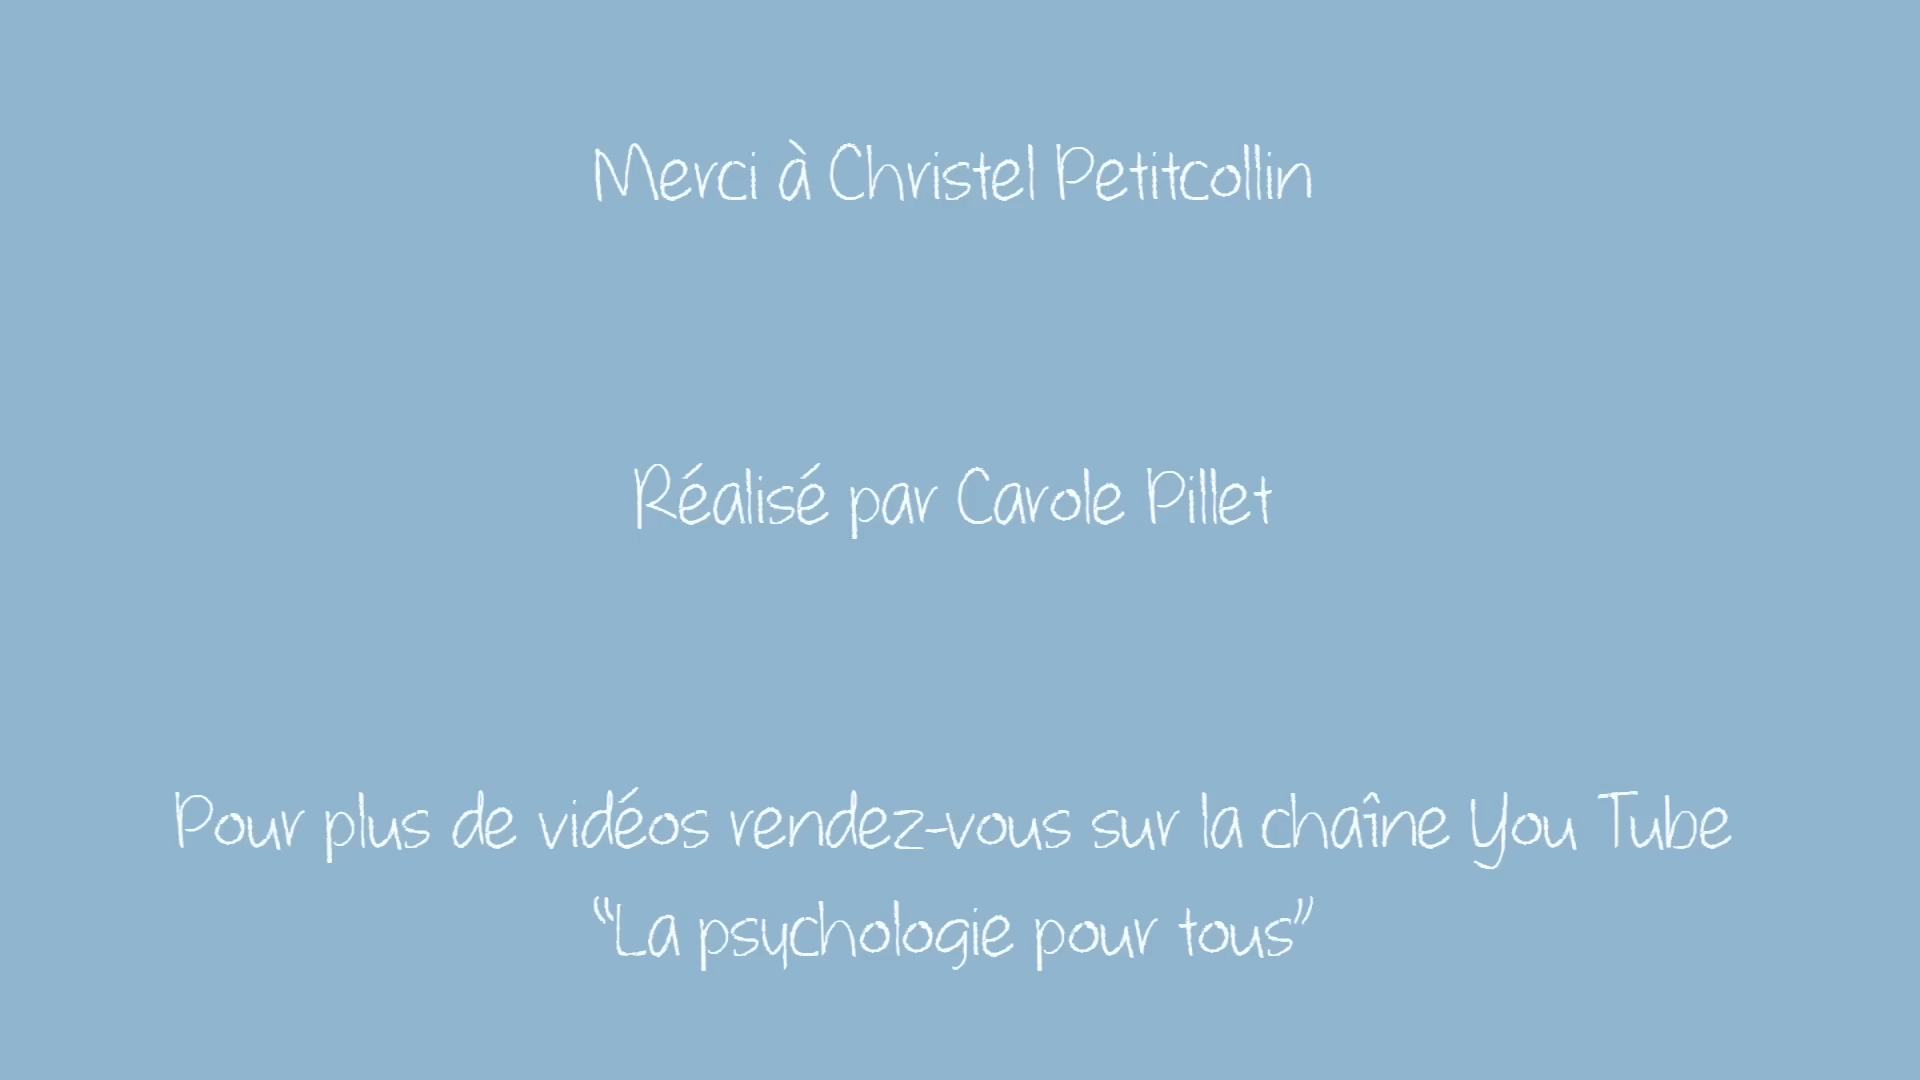 Merci à Christel Petitcollin
Réalisé par Carole Pillet
Pour plus de vidéos rendez-vous sur la chaîne You Tube
“La psychologie pour tous”